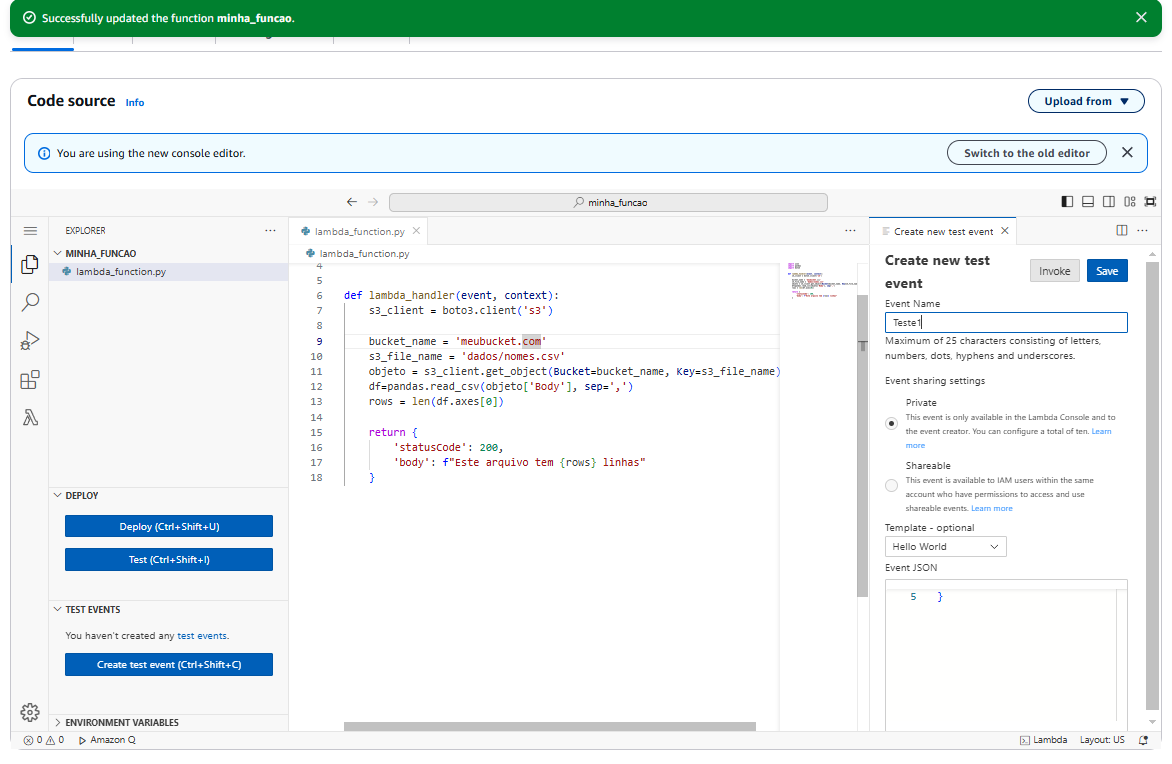 Successfully updated the function minha_funcao.
Code source Info
Upload from
You are using the new console editor.
Switch to the old editor
minha_funcao
EXPLORER
MINHA_FUNCAO
lambda_function.py
DEPLOY
Deploy (Ctrl+Shift+U)
Test (Ctrl+Shift+I)
TEST EVENTS
You haven't created any test events.
Create test event (Ctrl+Shift+C)
ENVIRONMENT VARIABLES
lambda_function.py
lambda_function.py
4
5
6 def lambda_handler(event, context):
7 s3_client = boto3.client('s3')
8
9 bucket_name = 'meubucket.com'
10 s3_file_name = 'dados/nomes.csv'
11 objeto = s3_client.get_object(Bucket=bucket_name, Key=s3_file_name)
12 df=pandas.read_csv(objeto['Body'], sep=',')
13 rows = len(df.axes[0])
14
15 return {
16 'statusCode': 200,
17 'body': f"Este arquivo tem {rows} linhas"
18 }
Create new test event
Create new test
event
Invoke
Save
Event Name
Teste1
Maximum of 25 characters consisting of letters,
numbers, dots, hyphens and underscores.
Event sharing settings
Private
This event is only available in the Lambda Console and to
the event creator. You can configure a total of ten. Learn
more
Shareable
This event is available to IAM users within the same
account who have permissions to access and use
shareable events. Learn more
Template - optional
Hello World
Event JSON
5 }
0 0 Amazon Q
Lambda Layout: US